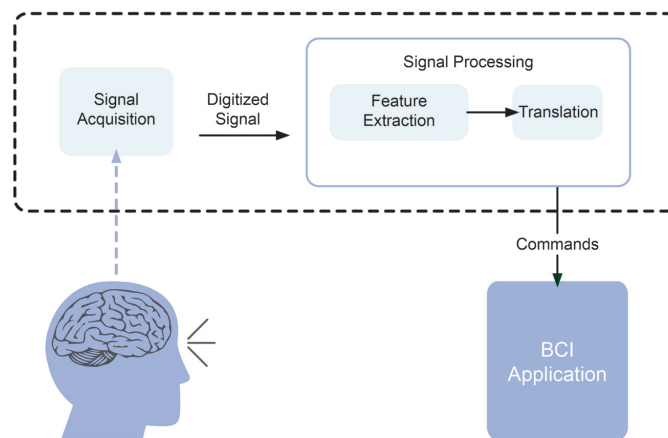 Signal Processing
Signal
Acquisition
Digitized
Signal
Feature
Extraction
Translation
Commands
BCI
Application